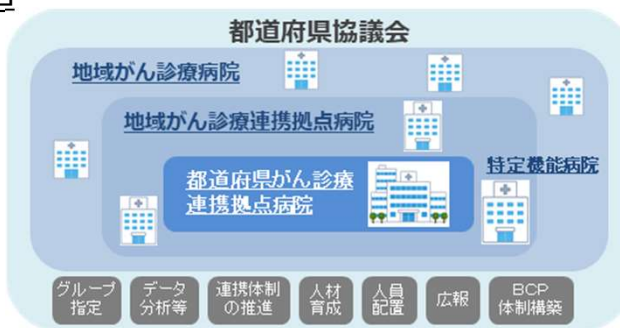 都道府県協議会
地域がん診療病院
地域がん診療連携拠点病院
特定機能病院
都道府県がん診療
連携拠点病院
グループ
指定
データ
分析等
連携体制
の推進
人材
育成
人員
配置
広報
BCP
体制構築